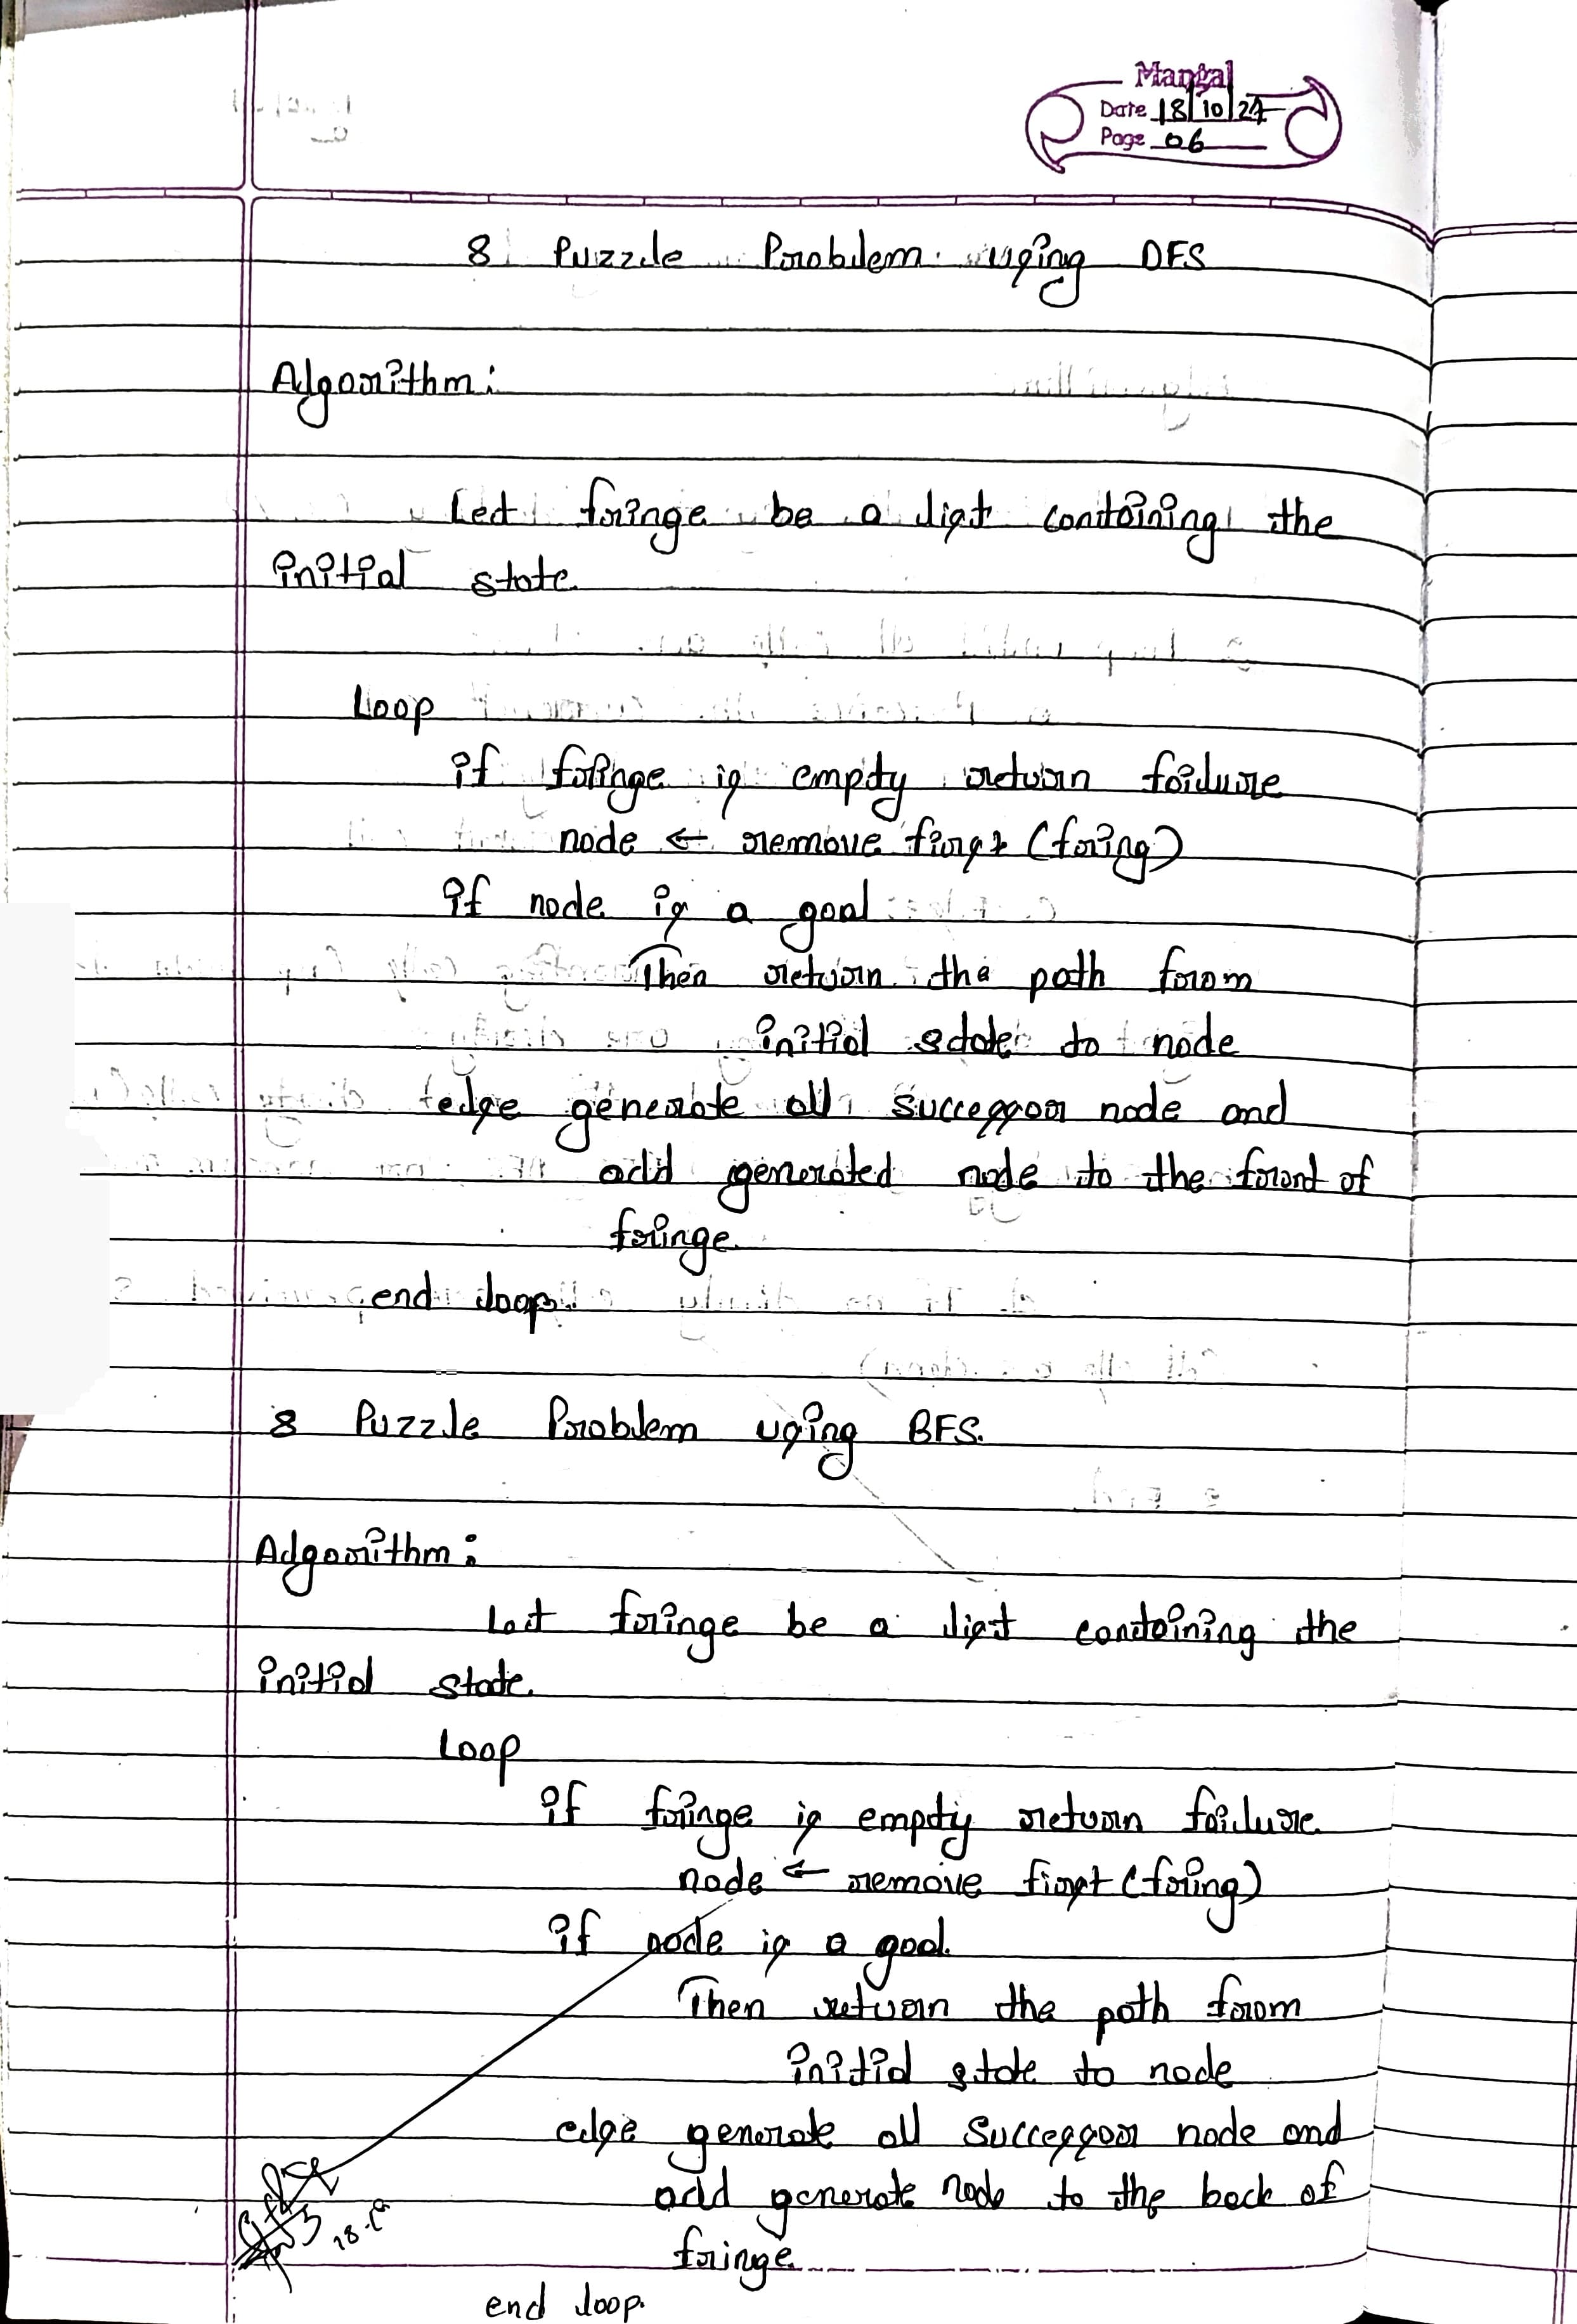 Mangal
Date 18/10/24
Page 06
8 Puzzle Problem using DFS
Algorithm:
Let fringe be a list containing the
initial state.
Loop
if fringe is empty return failure
node ← remove first (fring)
if node is a goal
Then return the path from
initial state to node
else generate all successor node and
add generated node to the front of
fringe
end loop.
8 Puzzle Problem using BFS.
Algorithm:
Let fringe be a list containing the
initial state.
Loop
if fringe is empty return failure.
node ← remove first (fring)
if node is a goal.
Then return the path from
initial state to node
else generate all successor node and
add generate node to the back of
fringe
end loop.